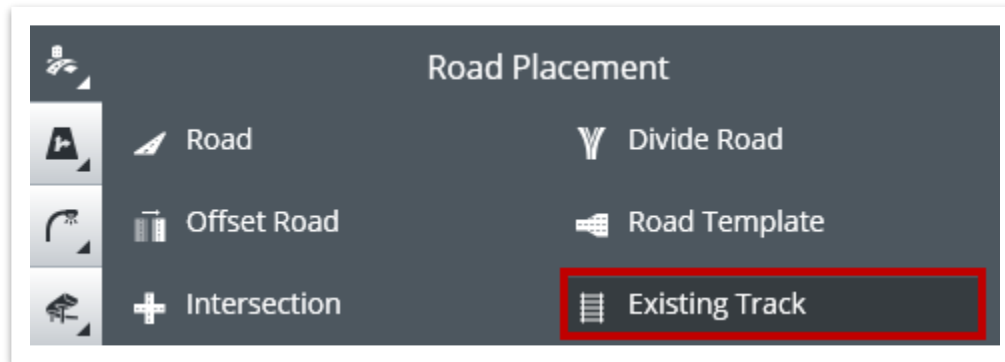 Road Placement
Road
Divide Road
Offset Road
Road Template
Intersection
Existing Track